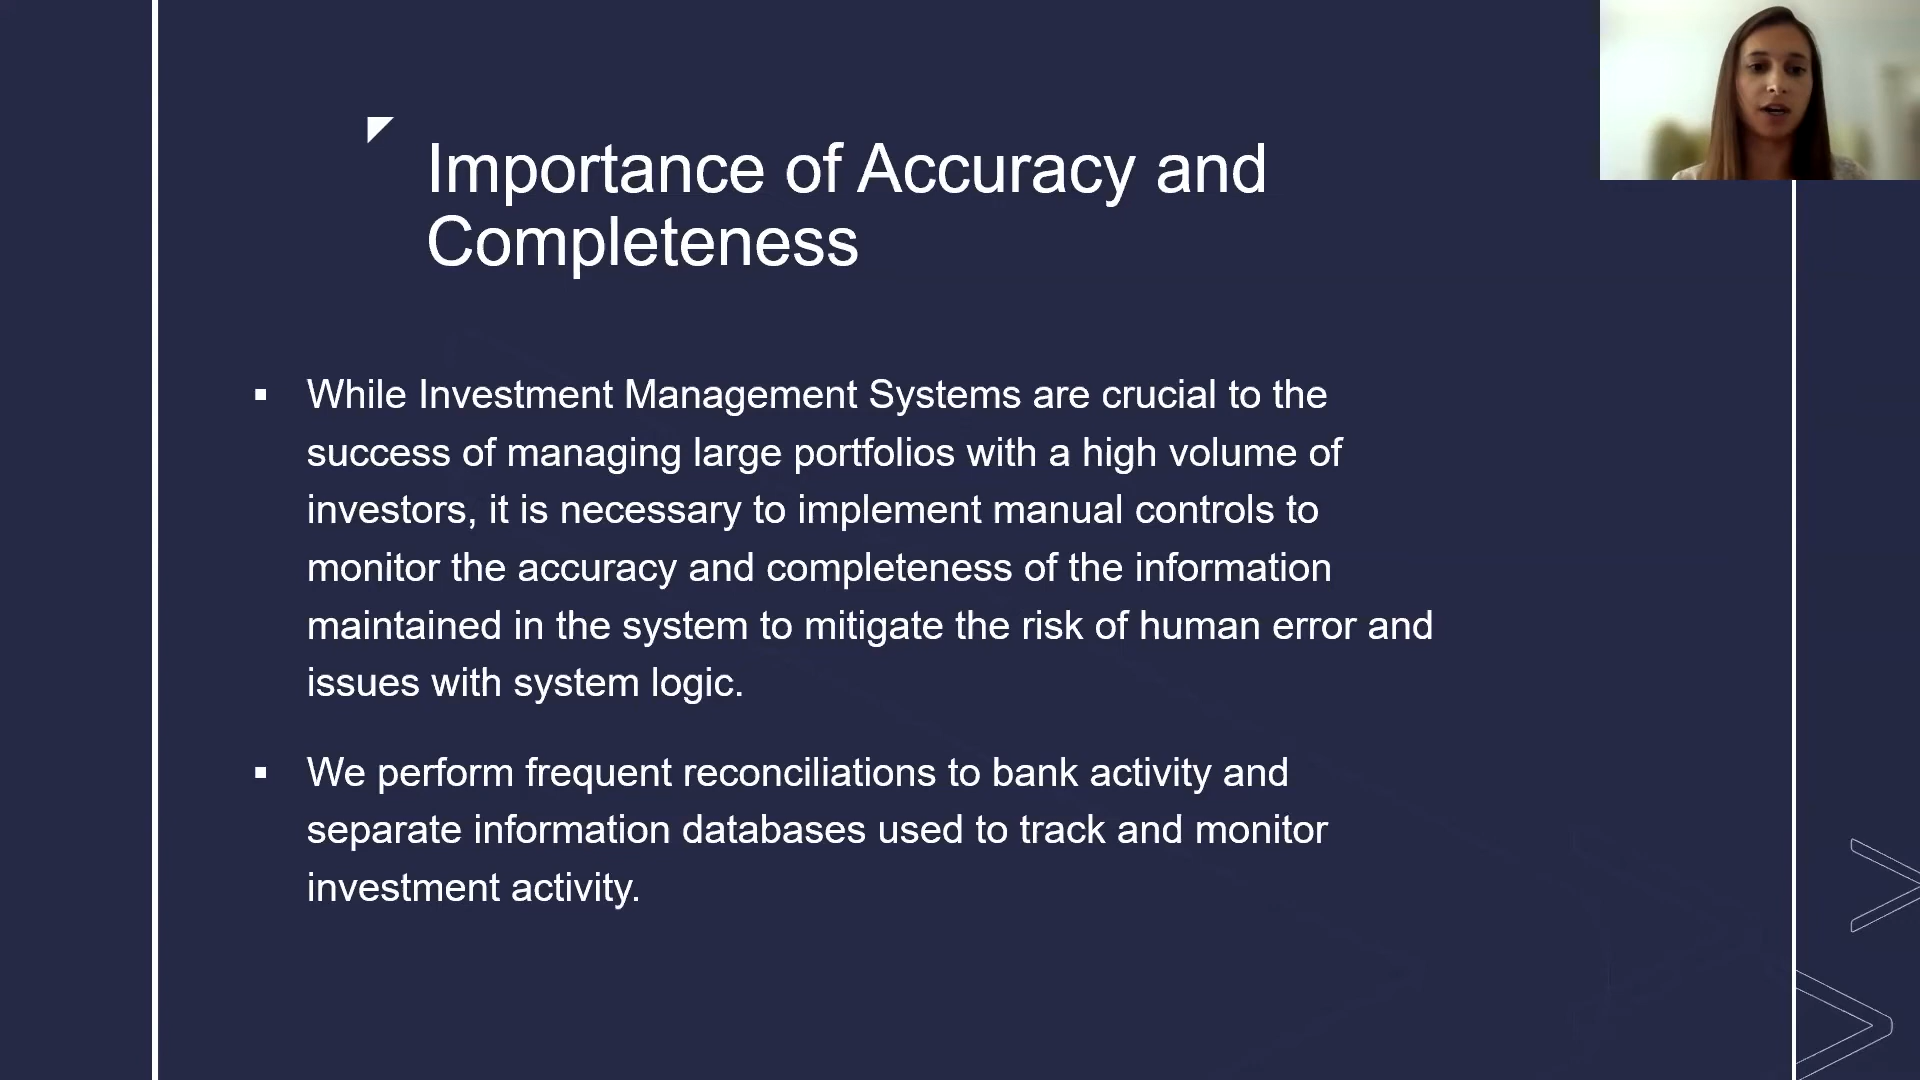 Importance of Accuracy and
Completeness
▪ While Investment Management Systems are crucial to the
success of managing large portfolios with a high volume of
investors, it is necessary to implement manual controls to
monitor the accuracy and completeness of the information
maintained in the system to mitigate the risk of human error and
issues with system logic.
▪ We perform frequent reconciliations to bank activity and
separate information databases used to track and monitor
investment activity.